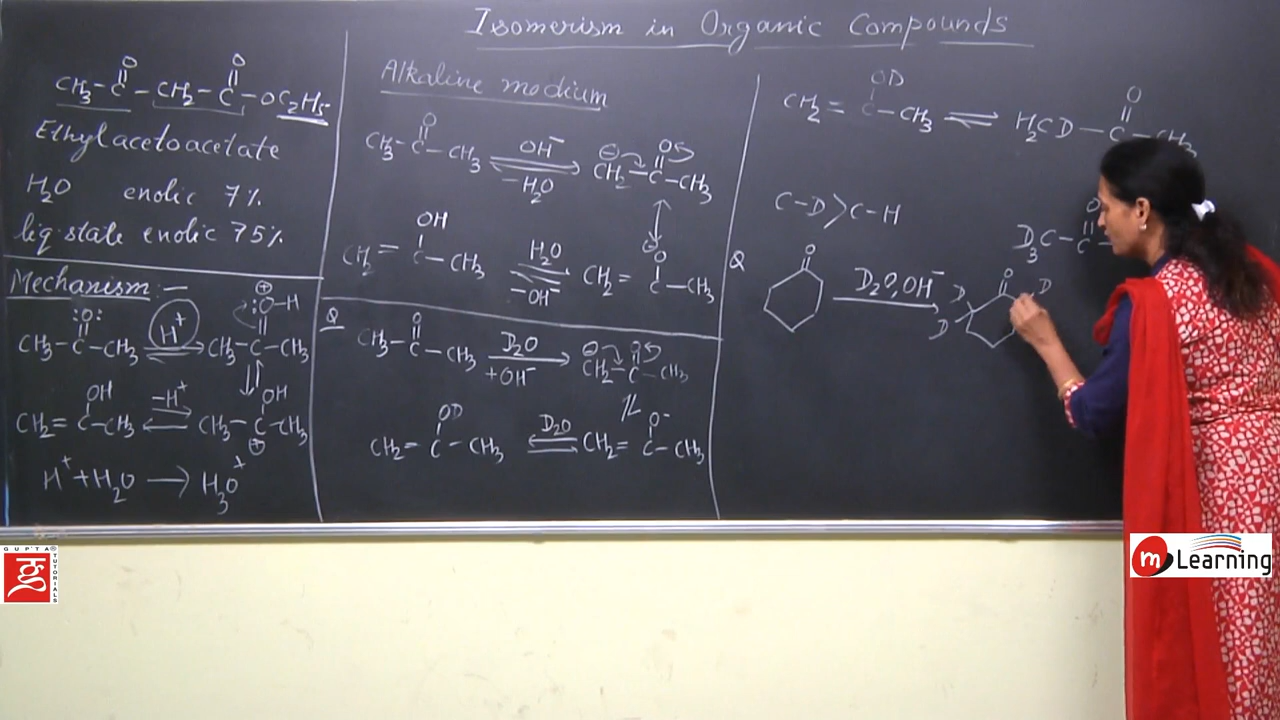 Isomerism in Organic Compounds
O O
CH₃-C-CH₂-C-OC₂H₅
Ethylacetoacetate
H₂O enolic 7%
liq. state enolic 75%
Mechanism:-
:O: H⁺ ⊕ :O-H
CH₃-C-CH₃ ⇌ CH₃-C-CH₃
OH -H⁺ OH
CH₂=C-CH₃ ⇌ CH₃-C-CH₃
⊕
H⁺+H₂O → H₃O⁺
Alkaline medium
O OH⁻ ⊖ O
CH₃-C-CH₃ ⇌ CH₂-C-CH₃
-H₂O
OH H₂O ⊖ O
CH₂=C-CH₃ ⇌ CH₂=C-CH₃
-OH⁻
Q
O D₂O ⊖ O
CH₃-C-CH₃ → CH₂-C-CH₃
+OH⁻
OD D₂O O⁻
CH₂=C-CH₃ ⇌ CH₂=C-CH₃
OD O
CH₂=C-CH₃ ⇌ H₂CD-C-CH₃
C-D>C-H
O
D₃C-C-
Q
O D₂O, OH⁻ O
D D
D
GUPTA® TUTORIALS
m Learning